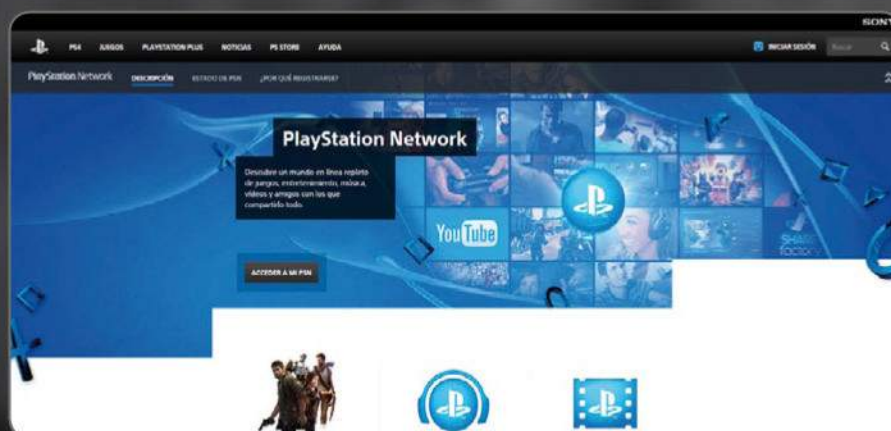 SONY
PS4 JUEGOS PLAYSTATION PLUS NOTICIAS PS STORE AYUDA INICIAR SESIÓN Buscar
PlayStation Network DESCRIPCIÓN ESTADO DE PSN ¿POR QUÉ REGISTRARSE?
PlayStation Network
Descubre un mundo en línea repleto
de juegos, entretenimiento, música,
vídeos y amigos con los que
compartirlo todo.
YouTube
SHARE
factory
ACCEDER A MI PSN